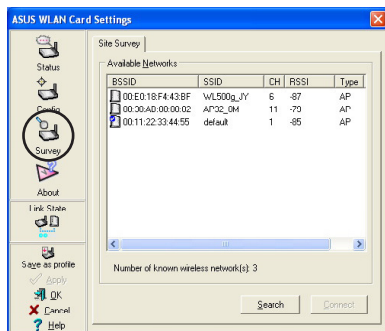 ASUS WLAN Card Settings
Status
Config
Survey
About
Link State
Save as profile
Apply
OK
Cancel
Help
Site Survey
Available Networks
BSSID SSID CH RSSI Type
00:E0:18:F4:43:BF WL500g_JY 6 -87 AP
11 -79 AP
00:11:22:33:44:55 default 1 -85 AP
Number of known wireless network(s): 3
Search Connect